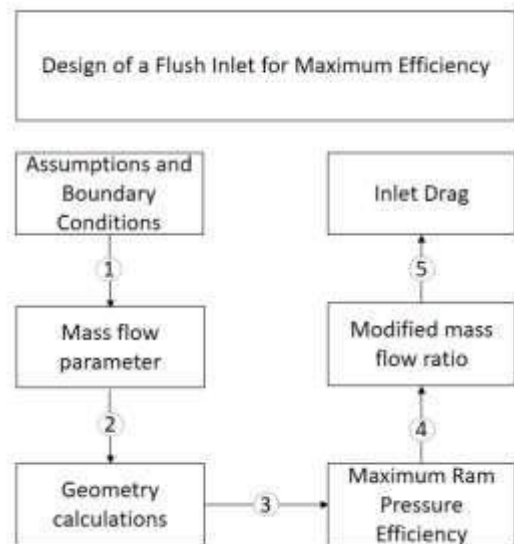 Design of a Flush Inlet for Maximum Efficiency
Assumptions and
Boundary
Conditions
1
Mass flow
parameter
2
Geometry
calculations
3
Maximum Ram
Pressure
Efficiency
4
Modified mass
flow ratio
5
Inlet Drag